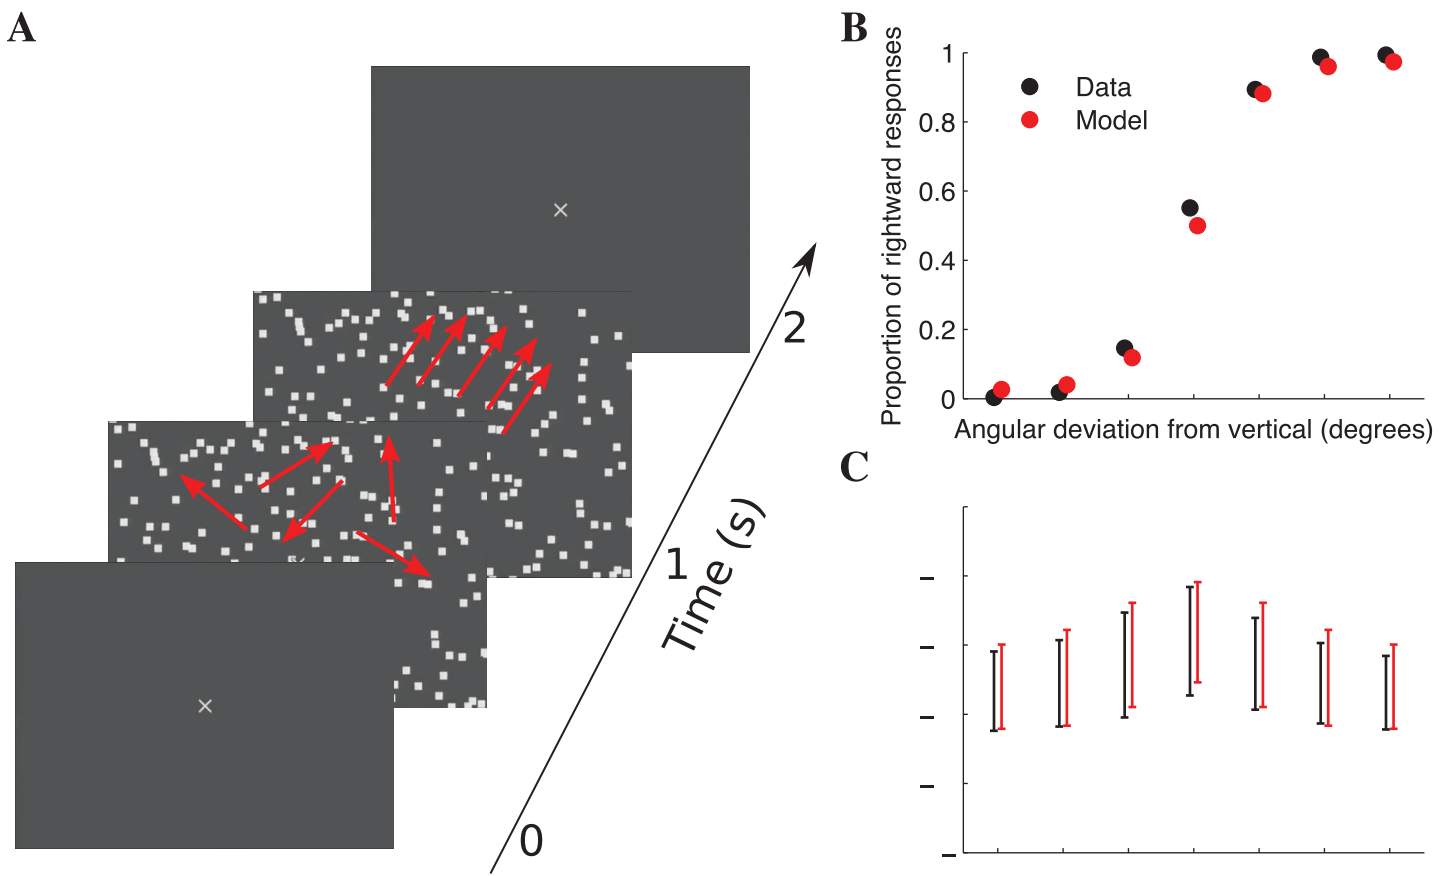 A
2
1
0
Time (s)
B
Proportion of rightward responses
1
0.8
0.6
0.4
0.2
0
Data
Model
Angular deviation from vertical (degrees)
C